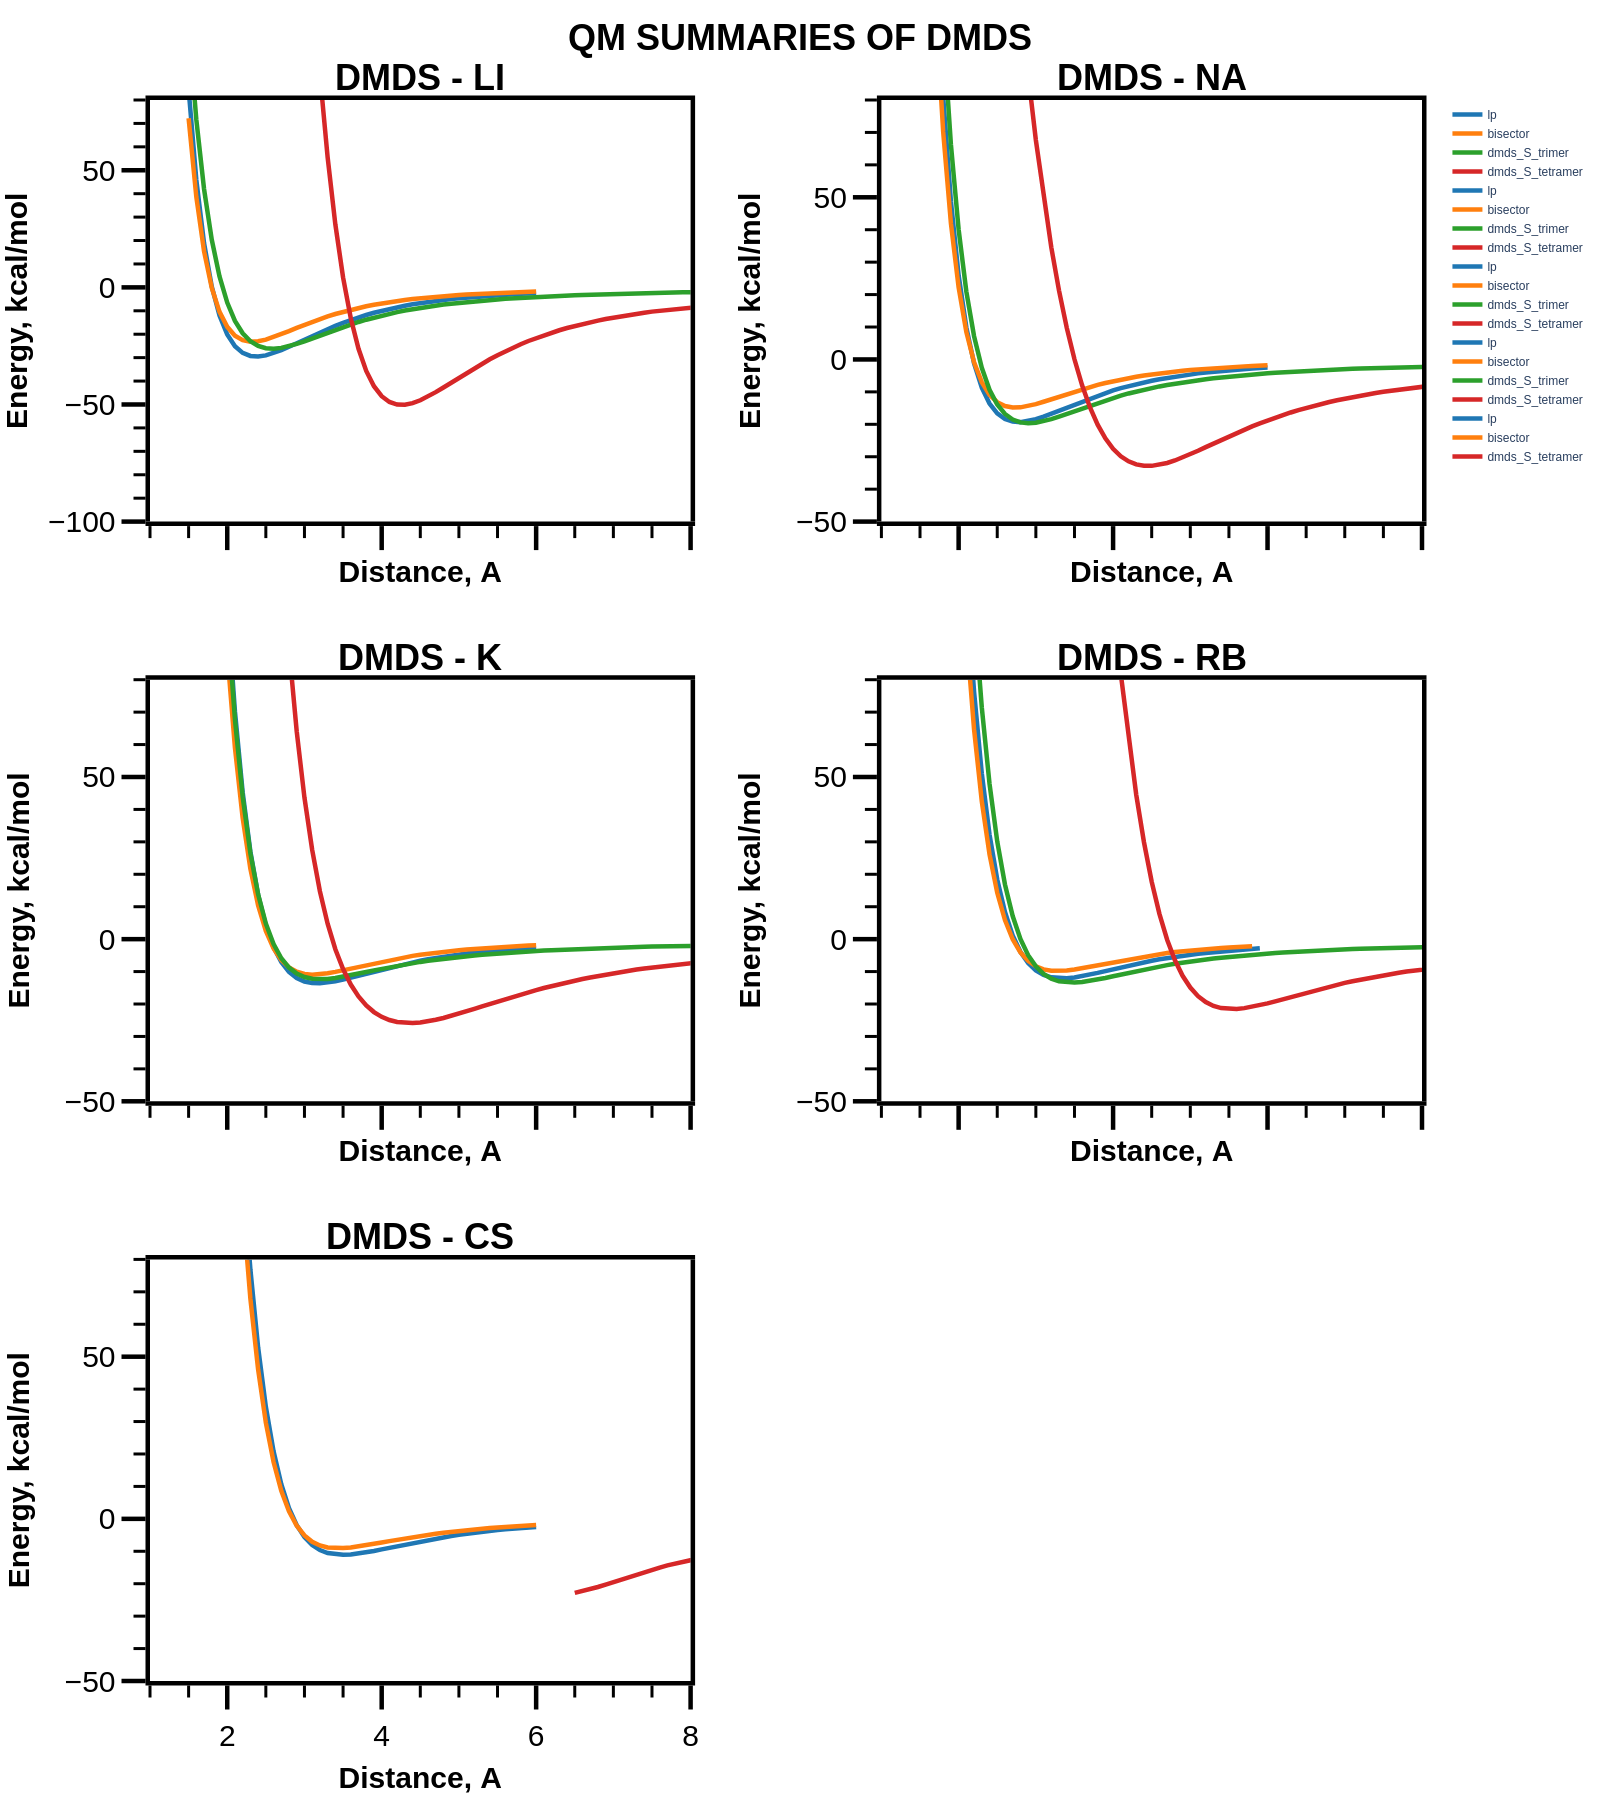 QM SUMMARIES OF DMDS
DMDS - LI
50
0
−50
−100
Energy, kcal/mol
Distance, A
DMDS - NA
50
0
−50
Energy, kcal/mol
Distance, A
lp
bisector
dmds_S_trimer
dmds_S_tetramer
lp
bisector
dmds_S_trimer
dmds_S_tetramer
lp
bisector
dmds_S_trimer
dmds_S_tetramer
lp
bisector
dmds_S_trimer
dmds_S_tetramer
lp
bisector
dmds_S_tetramer
DMDS - K
50
0
−50
Energy, kcal/mol
Distance, A
DMDS - RB
50
0
−50
Energy, kcal/mol
Distance, A
DMDS - CS
50
0
−50
Energy, kcal/mol
2 4 6 8
Distance, A